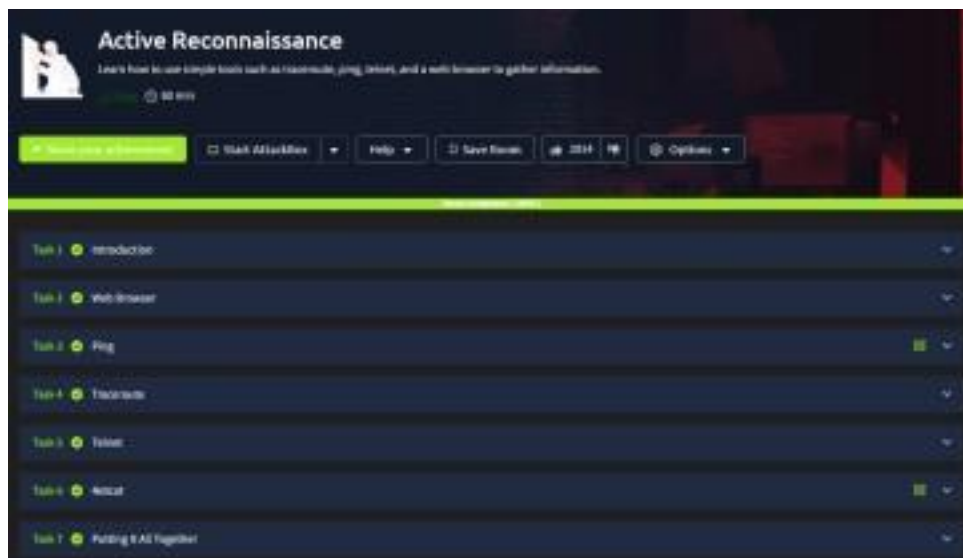 Active Reconnaissance
Learn how to use simple tools such as traceroute, ping, telnet, and a web browser to gather information.
60 min
Start AttackBox
Help
Save Room
Options
Task 1 Introduction
Task 2 Web Browser
Task 3 Ping
Task 4 Traceroute
Task 5 Telnet
Task 6 Netcat
Task 7 Putting It All Together